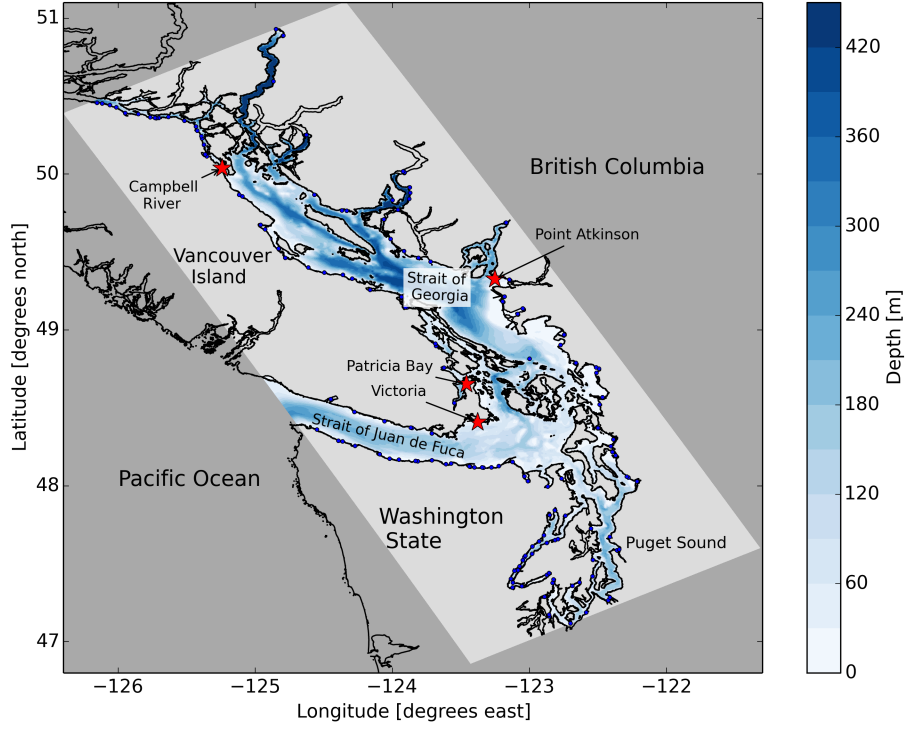 51
50
49
48
47
Latitude [degrees north]
British Columbia
Campbell
River
Point Atkinson
Vancouver
Island
Strait of
Georgia
Patricia Bay
Victoria
Strait of Juan de Fuca
Pacific Ocean
Washington
State
Puget Sound
−126
−125
−124
−123
−122
Longitude [degrees east]
420
360
300
240
180
120
60
0
Depth [m]